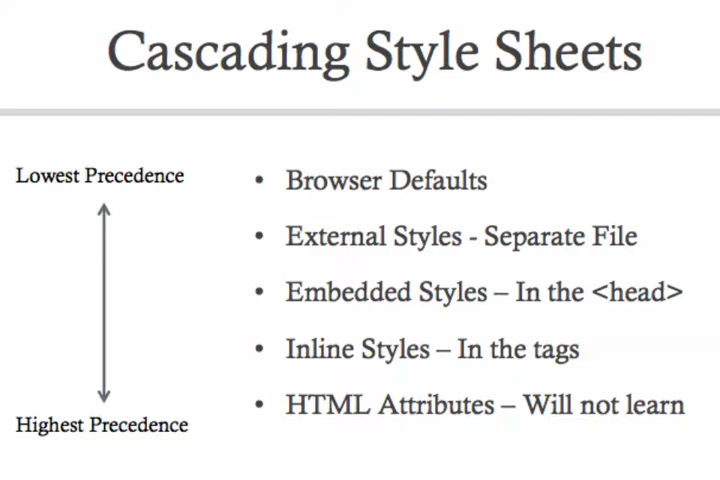 Cascading Style Sheets
Lowest Precedence
• Browser Defaults
• External Styles - Separate File
• Embedded Styles – In the <head>
• Inline Styles – In the tags
• HTML Attributes – Will not learn
Highest Precedence